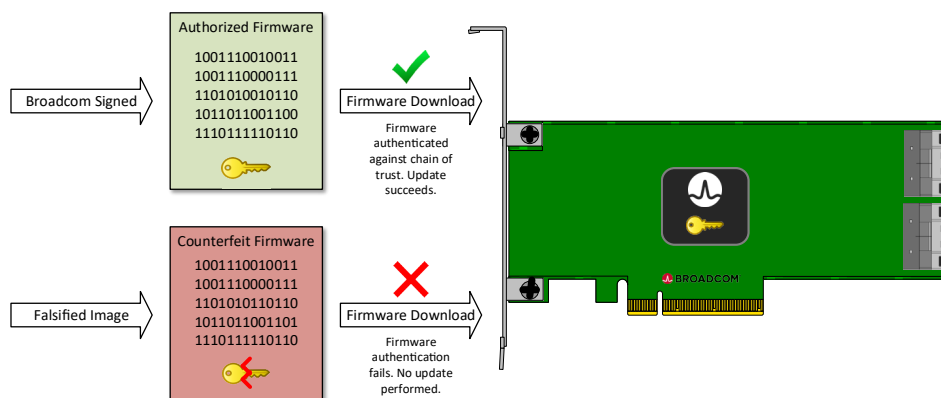 Authorized Firmware
1001110010011
1001110000111
1101010010110
1011011001100
1110111110110
Broadcom Signed
Firmware Download
Firmware
authenticated
against chain of
trust. Update
succeeds.
Counterfeit Firmware
1001110010011
1001110000111
1101010110110
1011011001101
1110111110110
Falsified Image
Firmware Download
Firmware
authentication
fails. No update
performed.
BROADCOM